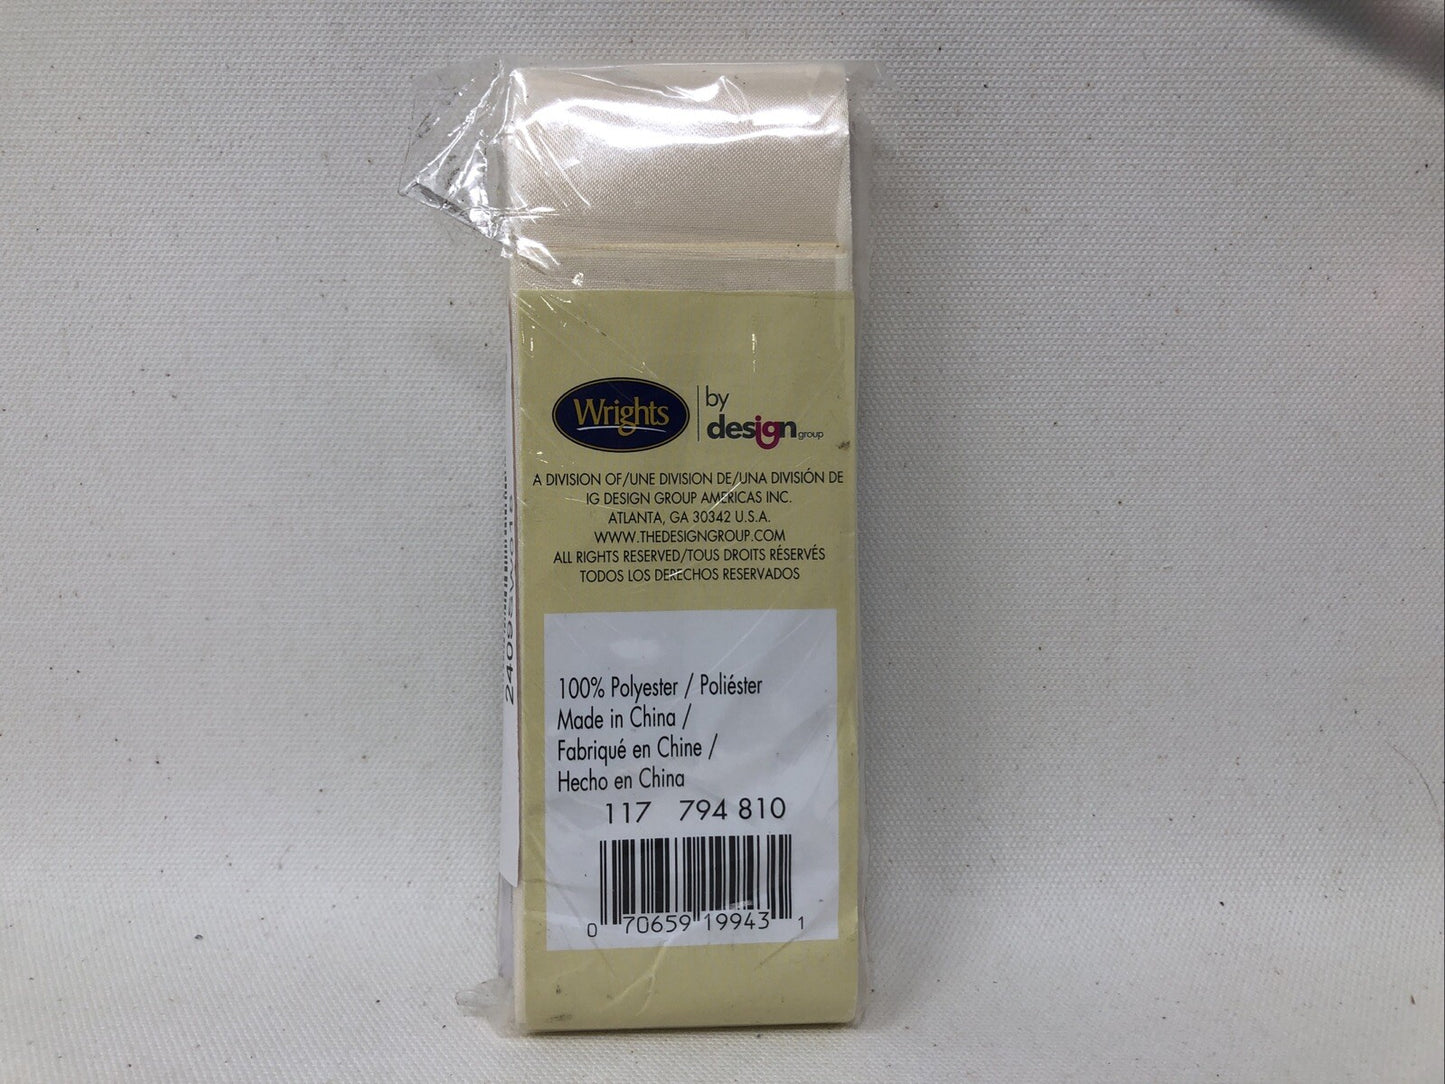 Wrights
by
design group
A DIVISION OF/UNE DIVISION DE/UNA DIVISIÓN DE
IG DESIGN GROUP AMERICAS INC.
ATLANTA, GA 30342 U.S.A.
WWW.THEDESIGNGROUP.COM
ALL RIGHTS RESERVED/TOUS DROITS RÉSERVÉS
TODOS LOS DERECHOS RESERVADOS
100% Polyester / Poliéster
Made in China /
Fabriqué en Chine /
Hecho en China
117 794 810
0 70659 19943 1